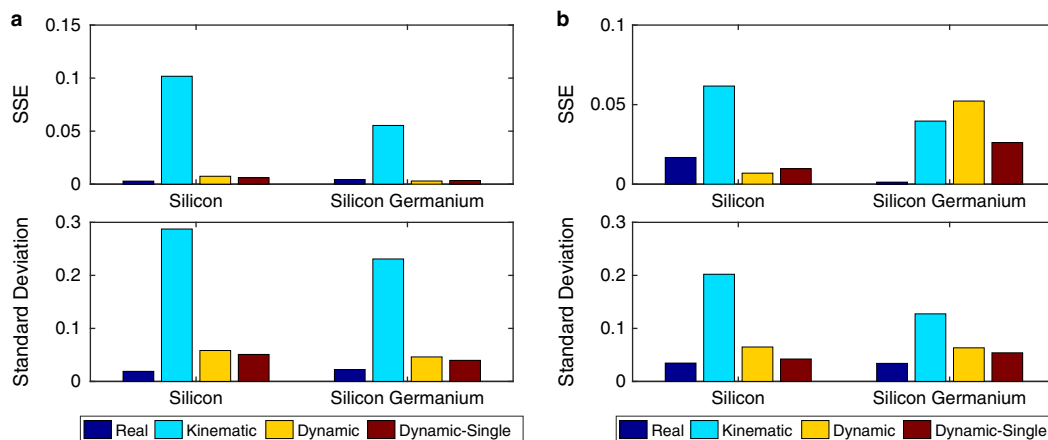 a
0.15
0.1
0.05
0
SSE
Silicon
Silicon Germanium
0.3
0.2
0.1
0
Standard Deviation
Silicon
Silicon Germanium
Real
Kinematic
Dynamic
Dynamic-Single
b
0.1
0.05
0
SSE
Silicon
Silicon Germanium
0.3
0.2
0.1
0
Standard Deviation
Silicon
Silicon Germanium
Real
Kinematic
Dynamic
Dynamic-Single